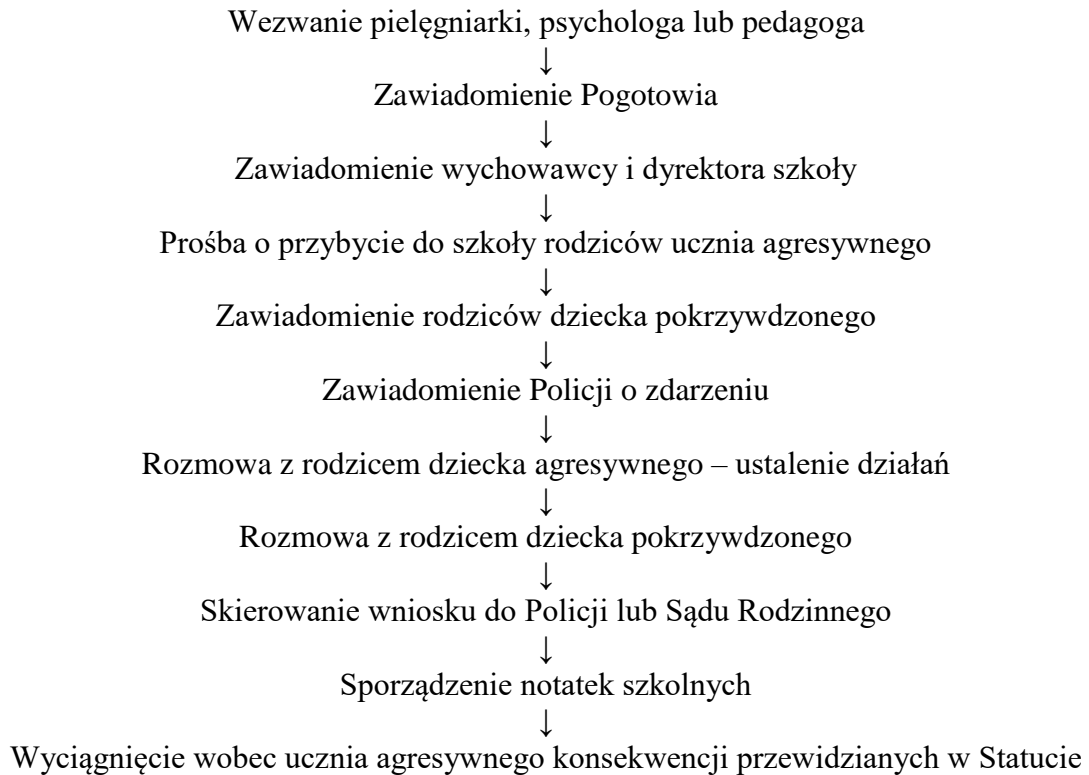 Wezwanie pielęgniarki, psychologa lub pedagoga
↓
Zawiadomienie Pogotowia
↓
Zawiadomienie wychowawcy i dyrektora szkoły
↓
Prośba o przybycie do szkoły rodziców ucznia agresywnego
↓
Zawiadomienie rodziców dziecka pokrzywdzonego
↓
Zawiadomienie Policji o zdarzeniu
↓
Rozmowa z rodzicem dziecka agresywnego – ustalenie działań
↓
Rozmowa z rodzicem dziecka pokrzywdzonego
↓
Skierowanie wniosku do Policji lub Sądu Rodzinnego
↓
Sporządzenie notatek szkolnych
↓
Wyciągnięcie wobec ucznia agresywnego konsekwencji przewidzianych w Statucie